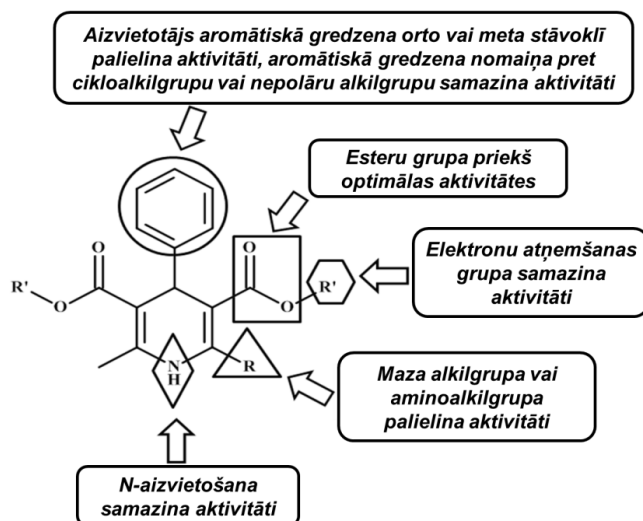 Aizvietotājs aromātiskā gredzena orto vai meta stāvoklī
palielina aktivitāti, aromātiskā gredzena nomaiņa pret
cikloalkilgrupu vai nepolāru alkilgrupu samazina aktivitāti
Esteru grupa priekš
optimālas aktivitātes
O
O
Elektronu atņemšanas
grupa samazina
aktivitāti
R'
O
O
R'
N
H
R
Maza alkilgrupa vai
aminoalkilgrupa
palielina aktivitāti
N-aizvietošana
samazina aktivitāti